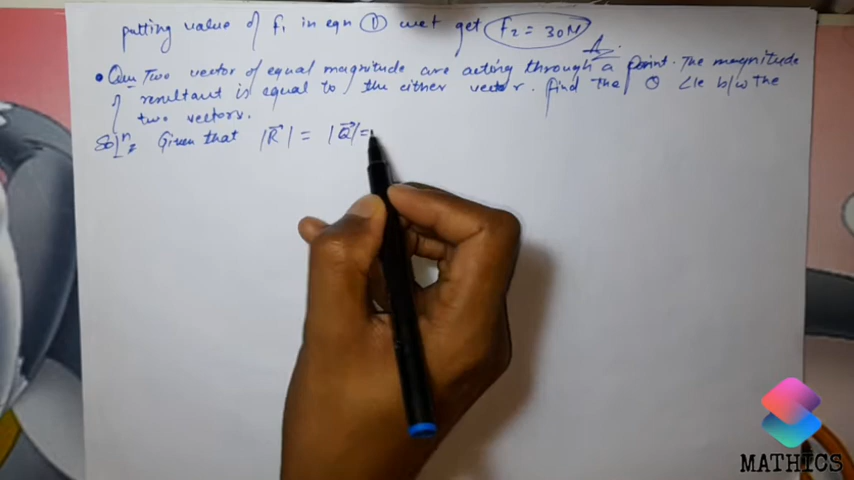 putting value of f₁ in eqn ① we get f₂ = 30N
• Qun Two vector of equal magnitude are acting through a point. The magnitude
of resultant is equal to the either vector. find the θ ∠le b/w the
two vectors.
Solⁿ: Given that |R⃗| = |Q⃗| =
MATHICS